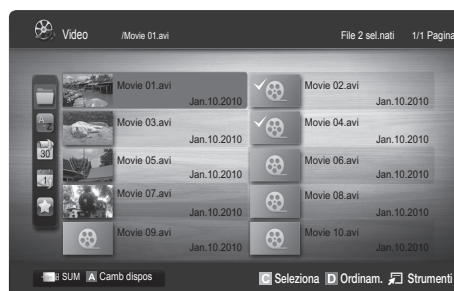 Video /Movie 01.avi File 2 sel.nati 1/1 Pagina
Movie 01.avi Movie 02.avi
Jan.10.2010 Jan.10.2010
Movie 03.avi Movie 04.avi
Jan.10.2010 Jan.10.2010
Movie 05.avi Movie 06.avi
Jan.10.2010 Jan.10.2010
Movie 07.avi Movie 08.avi
Jan.10.2010 Jan.10.2010
Movie 09.avi Movie 10.avi
Jan.10.2010 Jan.10.2010
A Z
30
1
SUM A Camb dispos C Seleziona D Ordinam. Strumenti